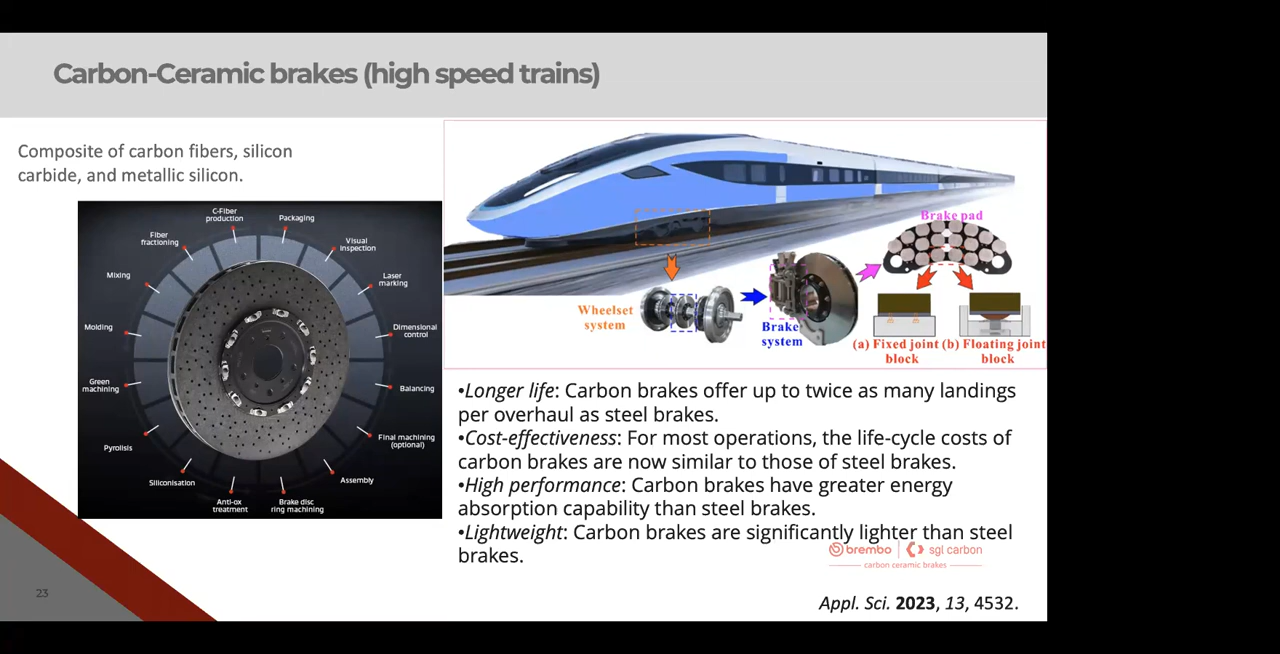 Carbon-Ceramic brakes (high speed trains)
Composite of carbon fibers, silicon
carbide, and metallic silicon.
C-Fiber
production
Packaging
Visual
inspection
Laser
marking
Dimensional
control
Balancing
Final machining
(optional)
Assembly
Brake disc
ring machining
Anti-ox
treatment
Siliconisation
Pyrolisis
Green
machining
Molding
Mixing
Fiber
fractioning
Wheelset
system
Brake
system
Brake pad
(a) Fixed joint
block
(b) Floating joint
block
•Longer life: Carbon brakes offer up to twice as many landings
per overhaul as steel brakes.
•Cost-effectiveness: For most operations, the life-cycle costs of
carbon brakes are now similar to those of steel brakes.
•High performance: Carbon brakes have greater energy
absorption capability than steel brakes.
•Lightweight: Carbon brakes are significantly lighter than steel
brakes.
brembo sgl carbon
carbon ceramic brakes
Appl. Sci. 2023, 13, 4532.
23